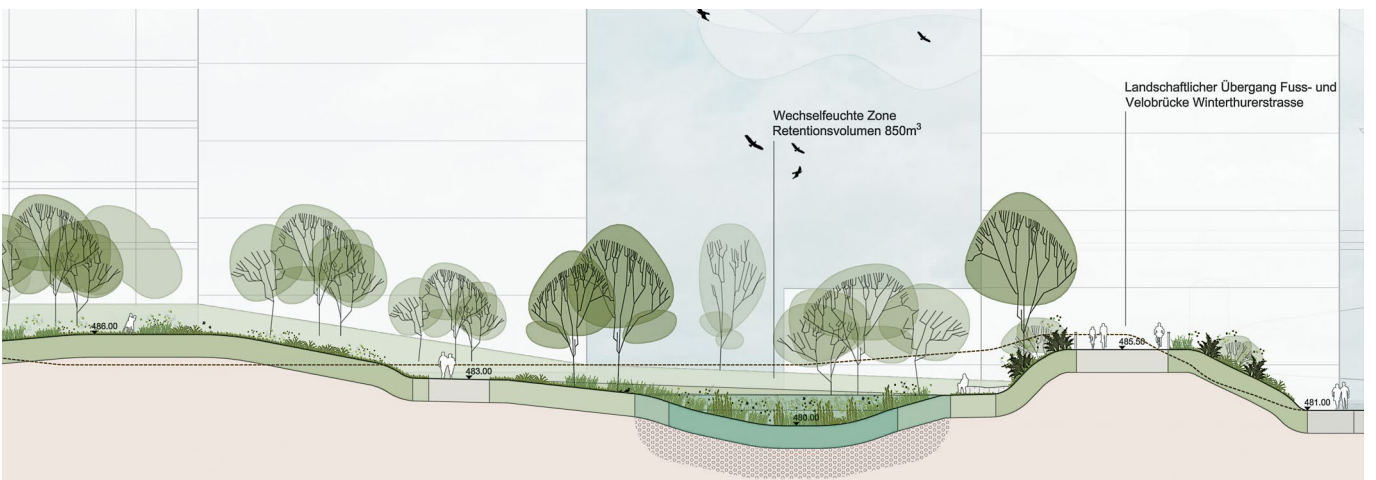 Landschaftlicher Übergang Fuss- und
Velobrücke Winterthurerstrasse
Wechselfeuchte Zone
Retentionsvolumen 850m³
486.00
485.50
483.00
480.00
481.00